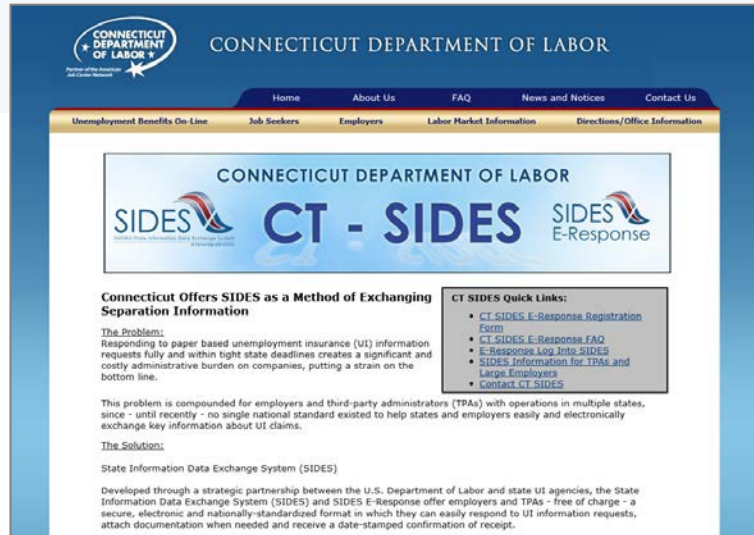 CONNECTICUT
DEPARTMENT
OF LABOR
Partner of the American
Job Center Network
CONNECTICUT DEPARTMENT OF LABOR
Home About Us FAQ News and Notices Contact Us
Unemployment Benefits On-Line Job Seekers Employers Labor Market Information Directions/Office Information
CONNECTICUT DEPARTMENT OF LABOR
SIDES
CT - SIDES
SIDES
E-Response
Connecticut Offers SIDES as a Method of Exchanging
Separation Information
The Problem:
Responding to paper based unemployment insurance (UI) information
requests fully and within tight state deadlines creates a significant and
costly administrative burden on companies, putting a strain on the
bottom line.
CT SIDES Quick Links:
• CT SIDES E-Response Registration
Form
• CT SIDES E-Response FAQ
• E-Response Log Into SIDES
• SIDES Information for TPAs and
Large Employers
• Contact CT SIDES
This problem is compounded for employers and third-party administrators (TPAs) with operations in multiple states,
since - until recently - no single national standard existed to help states and employers easily and electronically
exchange key information about UI claims.
The Solution:
State Information Data Exchange System (SIDES)
Developed through a strategic partnership between the U.S. Department of Labor and state UI agencies, the State
Information Data Exchange System (SIDES) and SIDES E-Response offer employers and TPAs - free of charge - a
secure, electronic and nationally-standardized format in which they can easily respond to UI information requests,
attach documentation when needed and receive a date-stamped confirmation of receipt.